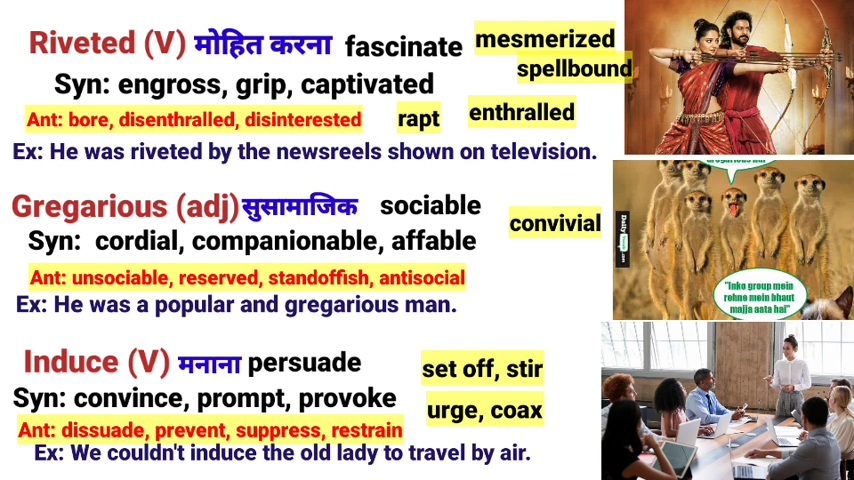 Riveted (V) मोहित करना fascinate mesmerized
spellbound
Syn: engross, grip, captivated
Ant: bore, disenthralled, disinterested rapt enthralled
Ex: He was riveted by the newsreels shown on television.
Gregarious (adj) सुसामाजिक sociable
convivial
Syn: cordial, companionable, affable
Ant: unsociable, reserved, standoffish, antisocial
Ex: He was a popular and gregarious man.
"Inko group mein
rehne mein bhaut
majja aata hai"
Induce (V) मनाना persuade
set off, stir
Syn: convince, prompt, provoke
urge, coax
Ant: dissuade, prevent, suppress, restrain
Ex: We couldn't induce the old lady to travel by air.